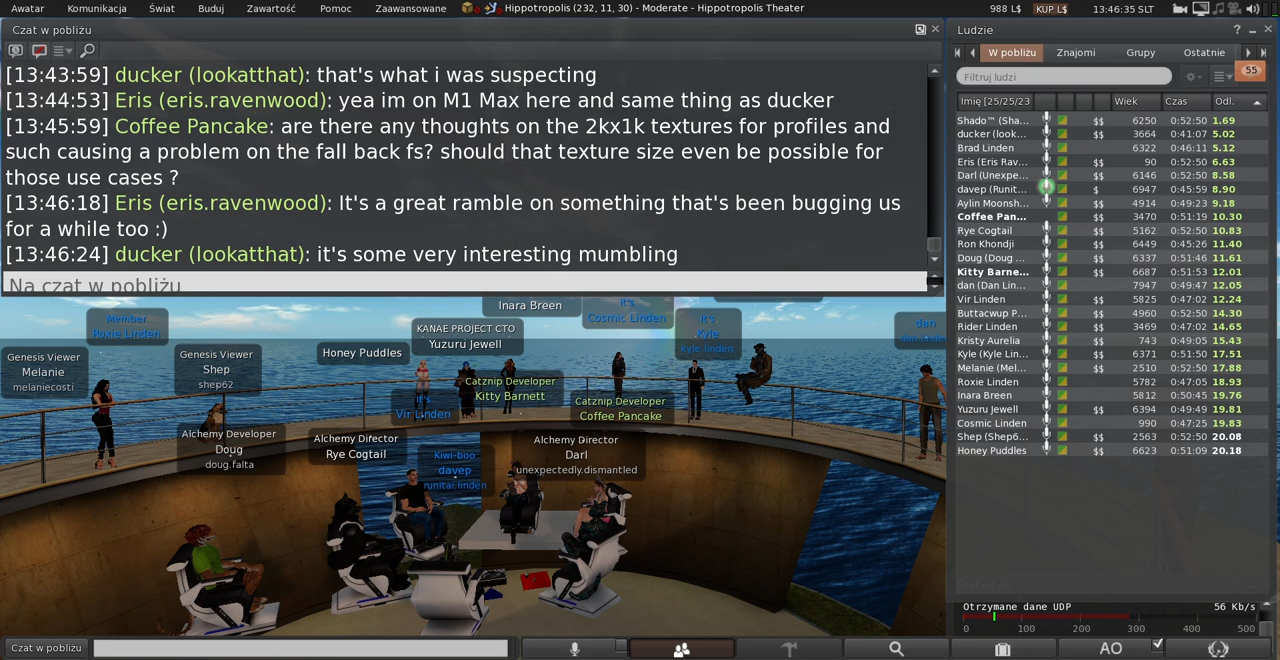 Awatar Komunikacja Świat Buduj Zawartość Pomoc Zaawansowane Hippotropolis (232, 11, 30) - Moderate - Hippotropolis Theater 988 L$ KUP L$ 13:46:35 SLT
Czat w pobliżu
[13:43:59] ducker (lookatthat): that's what i was suspecting
[13:44:53] Eris (eris.ravenwood): yea im on M1 Max here and same thing as ducker
[13:45:59] Coffee Pancake: are there any thoughts on the 2kx1k textures for profiles and
such causing a problem on the fall back fs? should that texture size even be possible for
those use cases ?
[13:46:18] Eris (eris.ravenwood): It's a great ramble on something that's been bugging us
for a while too :)
[13:46:24] ducker (lookatthat): it's some very interesting mumbling
Na czat w pobliżu
Inara Breen
it's
Cosmic Linden
Member
Roxie Linden
it's
Kyle
kyle.linden
dan
KANAE PROJECT CTO
Yuzuru Jewell
Honey Puddles
Genesis Viewer
Melanie
melaniecosti
Genesis Viewer
Shep
shep62
Catznip Developer
Kitty Barnett
it's
Vir Linden
Catznip Developer
Coffee Pancake
Alchemy Developer
Doug
doug.falta
Alchemy Director
Rye Cogtail
Alchemy Director
Darl
unexpectedly.dismantled
Kiwi-boo
davep
runitai.linden
Ludzie
W pobliżu Znajomi Grupy Ostatnie
55
Filtruj ludzi
Imię [25/25/23 Wiek Czas Odl.
Shado™ (Sha... $$ 6250 0:52:50 1.69
ducker (look... $$ 3664 0:41:07 5.02
Brad Linden 6322 0:46:11 5.12
Eris (Eris Rav... $$ 90 0:52:50 6.63
Darl (Unexpe... $$ 6146 0:52:50 8.58
davep (Runit... $ 6947 0:45:59 8.90
Aylin Moonsh... $$ 4914 0:49:23 9.18
Coffee Pan... $$ 3470 0:51:19 10.30
Rye Cogtail $$ 5162 0:52:50 10.83
Ron Khondji $$ 6449 0:45:26 11.40
Doug (Doug ... $$ 6337 0:51:46 11.61
Kitty Barne... $$ 6687 0:51:53 12.01
dan (Dan Lin... 7947 0:49:47 12.05
Vir Linden $$ 5825 0:47:02 12.24
Buttacwup P... $$ 4960 0:52:50 14.30
Rider Linden $$ 3469 0:47:02 14.65
Kristy Aurelia $$ 743 0:49:05 15.43
Kyle (Kyle Lin... $$ 6371 0:51:50 17.51
Melanie (Mel... $$ 2510 0:52:50 17.88
Roxie Linden 5782 0:47:05 18.93
Inara Breen 5812 0:50:45 19.76
Yuzuru Jewell $$ 6394 0:49:49 19.81
Cosmic Linden 990 0:47:25 19.83
Shep (Shep6... $$ 2563 0:52:50 20.08
Honey Puddles $$ 6623 0:51:09 20.18
Otrzymane dane UDP 56 Kb/s
0 100 200 300 400 500
Czat w pobliżu AO